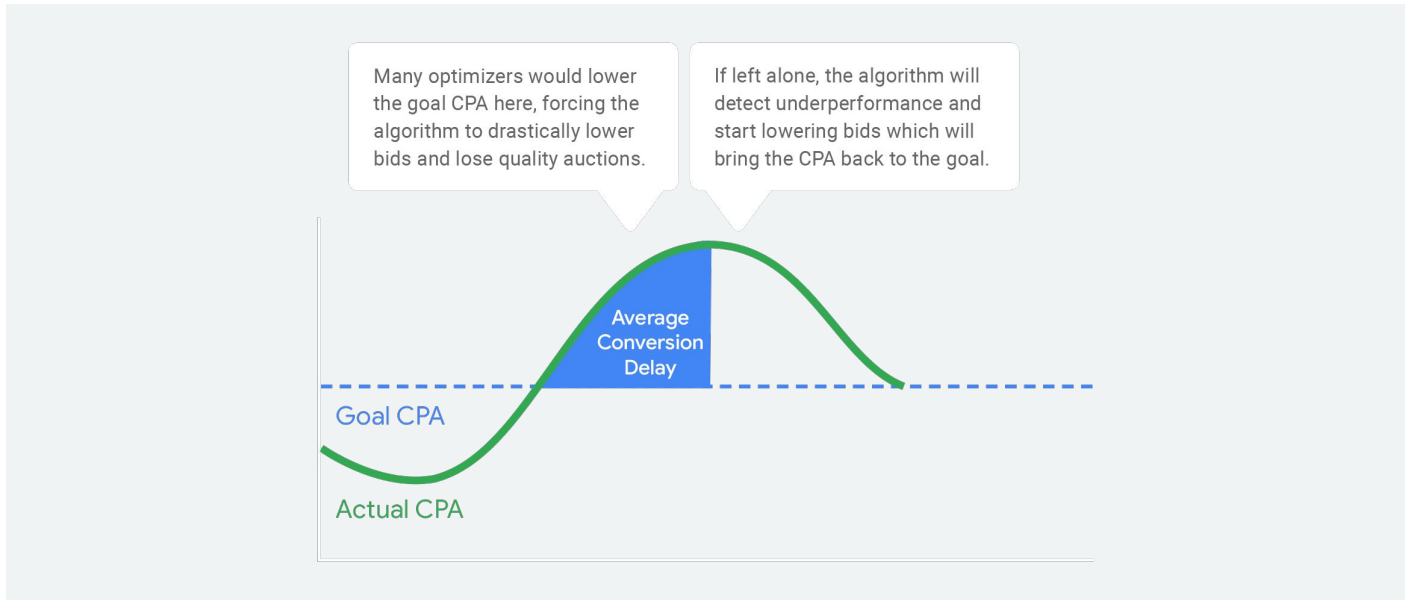 Many optimizers would lower
the goal CPA here, forcing the
algorithm to drastically lower
bids and lose quality auctions.
If left alone, the algorithm will
detect underperformance and
start lowering bids which will
bring the CPA back to the goal.
Average
Conversion
Delay
Goal CPA
Actual CPA